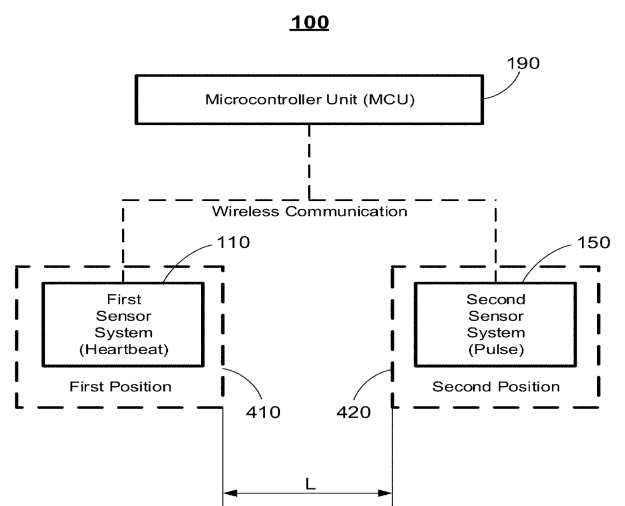 100
190
Microcontroller Unit (MCU)
Wireless Communication
110
150
First
Sensor
System
(Heartbeat)
Second
Sensor
System
(Pulse)
First Position
Second Position
410
420
L